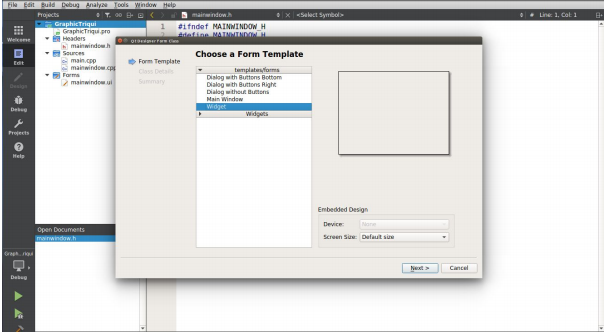 File Edit Build Debug Analyze Tools Window Help
Projects
mainwindow.h
<Select Symbol>
# Line: 1, Col: 1
Welcome
Edit
Design
Debug
Projects
Help
GraphicTriqui
GraphicTriqui.pro
Headers
mainwindow.h
Sources
main.cpp
mainwindow.cpp
Forms
mainwindow.ui
1 #ifndef MAINWINDOW_H
2 #define MAINWINDOW_H
Qt Designer Form Class
Form Template
Class Details
Summary
Choose a Form Template
templates/forms
Dialog with Buttons Bottom
Dialog with Buttons Right
Dialog without Buttons
Main Window
Widget
Widgets
Embedded Design
Device: None
Screen Size: Default size
Next > Cancel
Open Documents
mainwindow.h
Graph...riqui
Debug